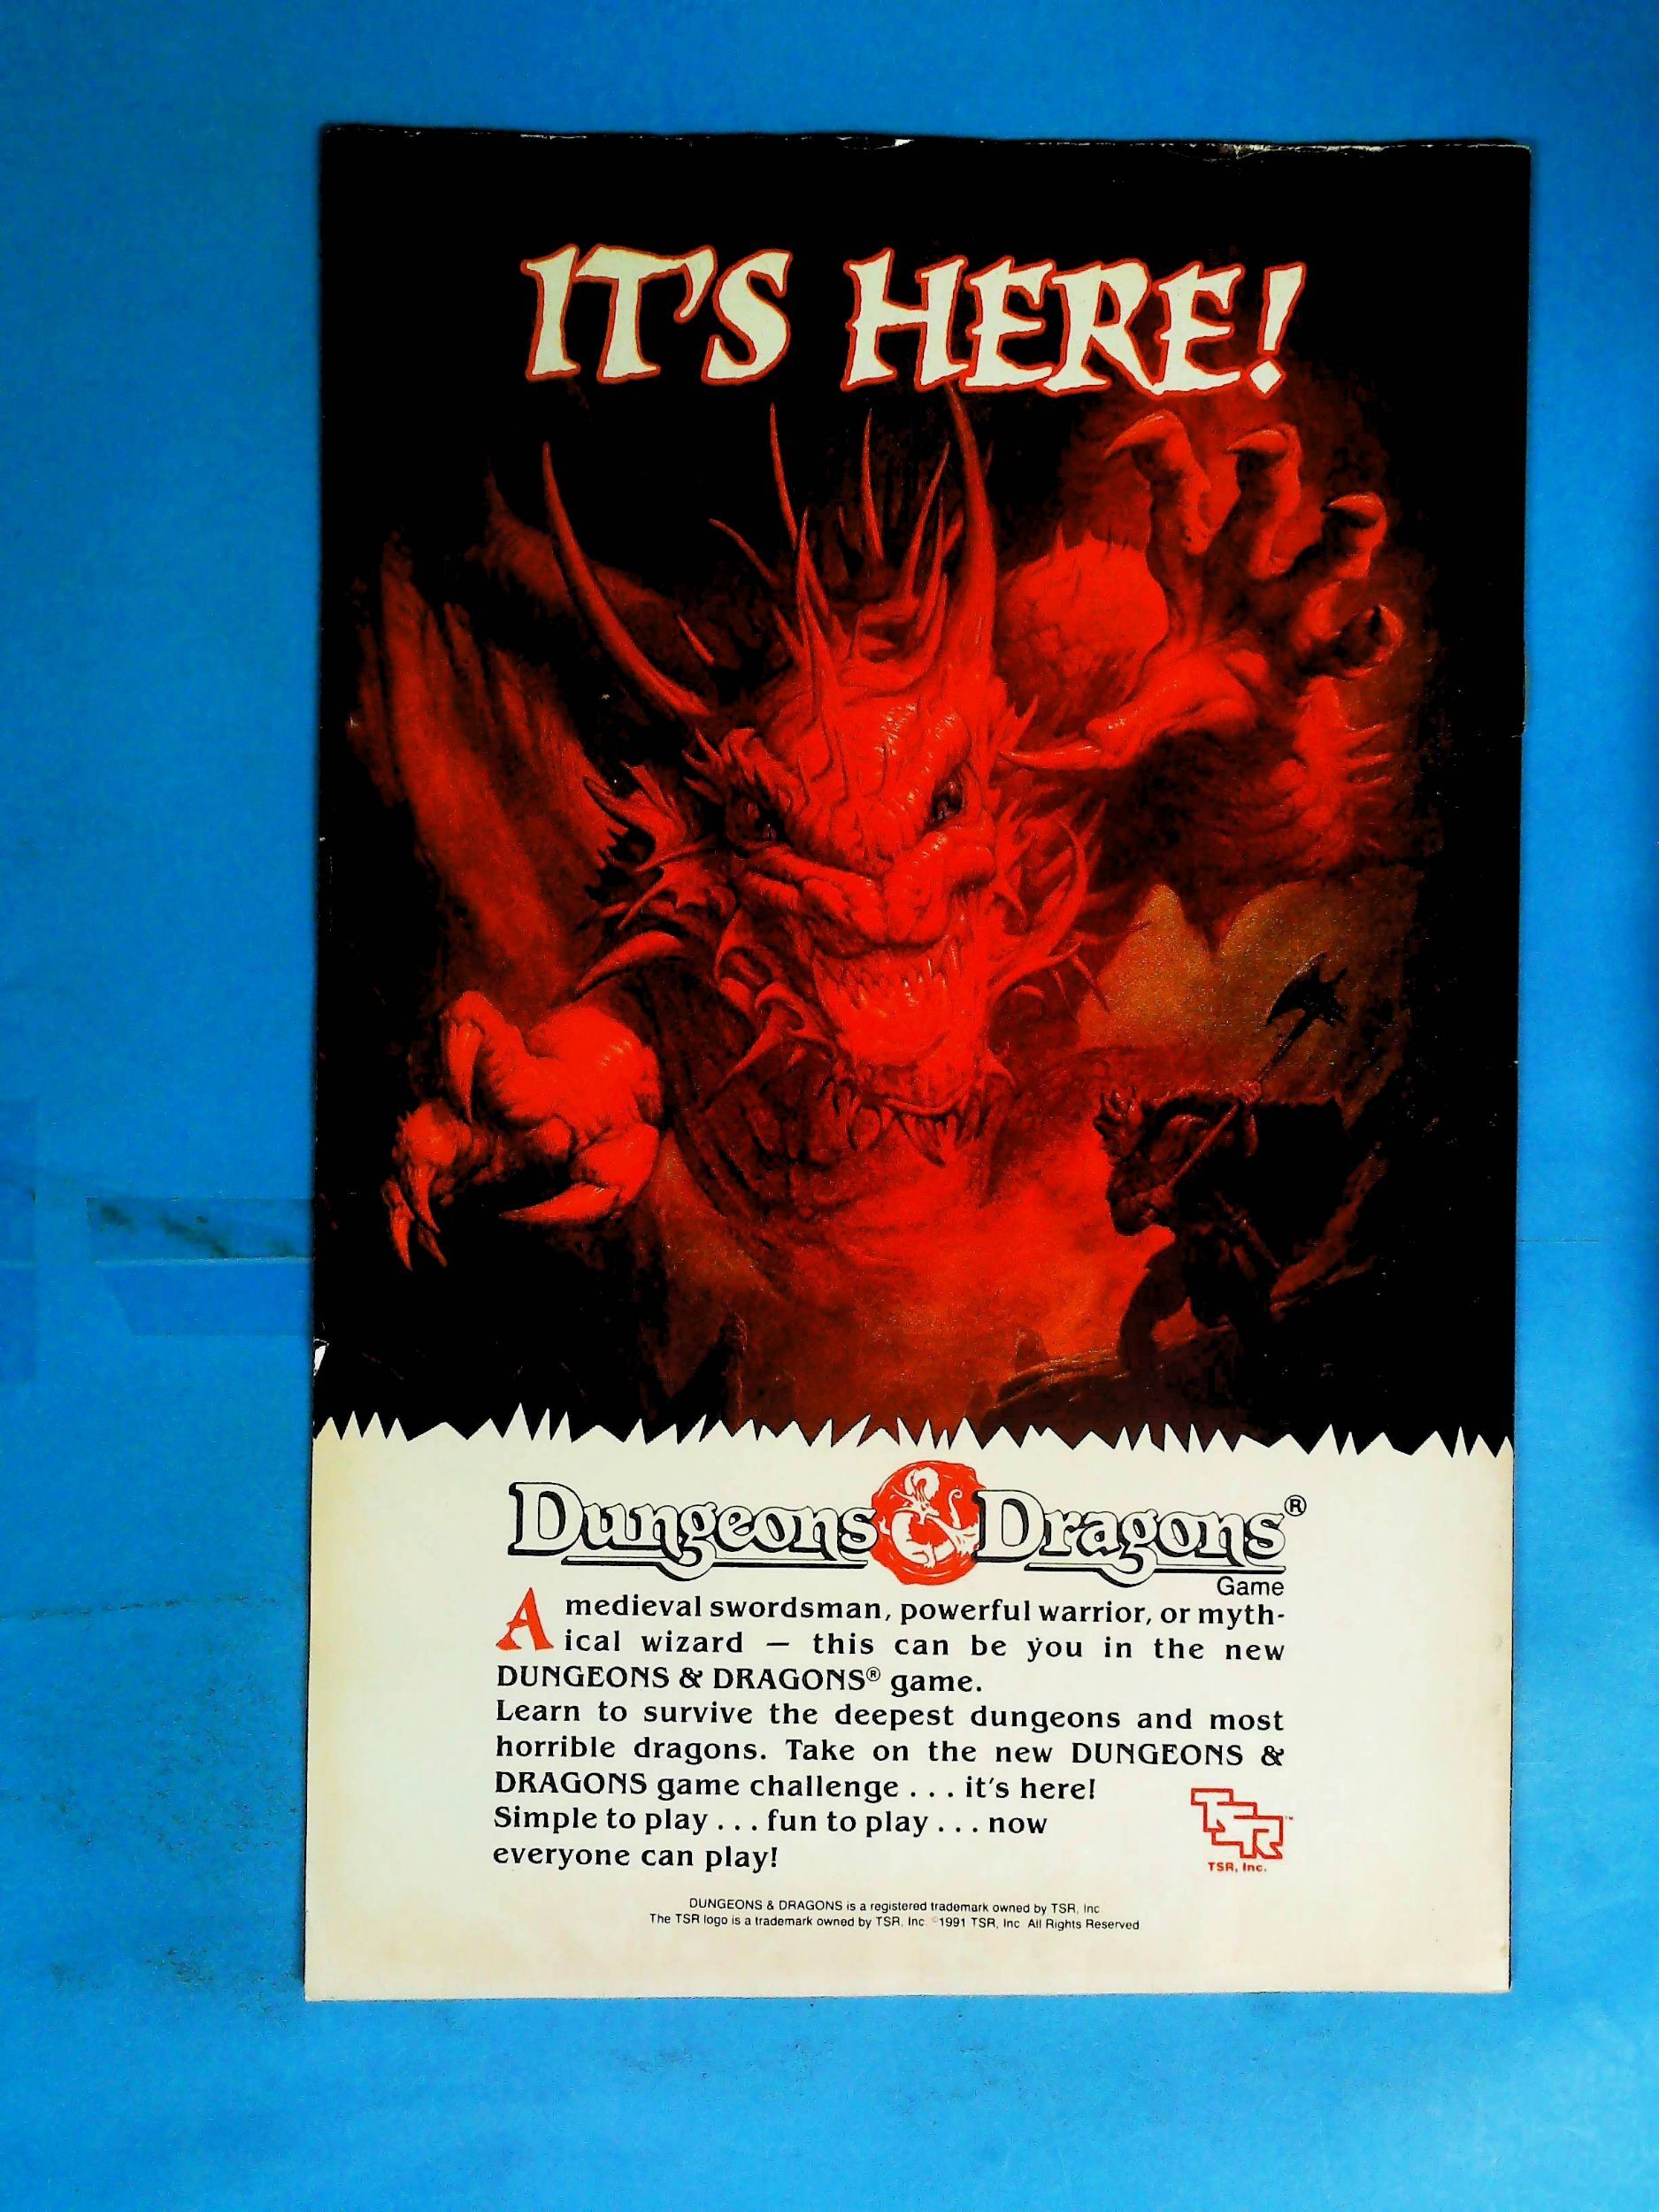 IT'S HERE!
Dungeons & Dragons®
Game
A medieval swordsman, powerful warrior, or myth-
ical wizard — this can be you in the new
DUNGEONS & DRAGONS® game.
Learn to survive the deepest dungeons and most
horrible dragons. Take on the new DUNGEONS &
DRAGONS game challenge . . . it's here!
Simple to play . . . fun to play . . . now
everyone can play!
TSR™
TSR, Inc.
DUNGEONS & DRAGONS is a registered trademark owned by TSR, Inc
The TSR logo is a trademark owned by TSR, Inc. ©1991 TSR, Inc All Rights Reserved